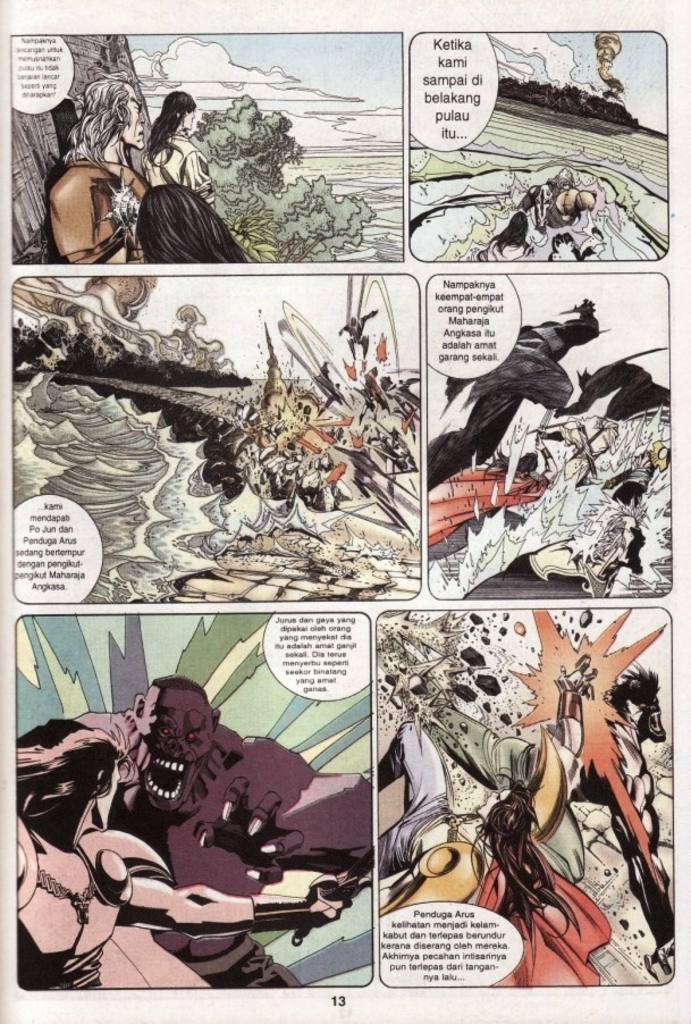 Nampaknya
rancangan untuk
memusnahkan
pulau itu tidak
berjalan lancar
seperti yang
diharapkan!
Ketika
kami
sampai di
belakang
pulau
itu...
...kami
mendapati
Po Jun dan
Penduga Arus
sedang bertempur
dengan pengikut-
pengikut Maharaja
Angkasa.
Nampaknya
keempat-empat
orang pengikut
Maharaja
Angkasa itu
adalah amat
garang sekali.
Jurus dan gaya yang
dipakai oleh orang
yang menyekat dia
itu adalah amat ganjil
sekali. Dia terus
menyerbu seperti
seekor binatang
yang amat
ganas.
Penduga Arus
kelihatan menjadi kelam-
kabut dan terlepas berundur
kerana diserang oleh mereka.
Akhirnya pecahan intisarinya
pun terlepas dari tangan-
nya lalu...
13